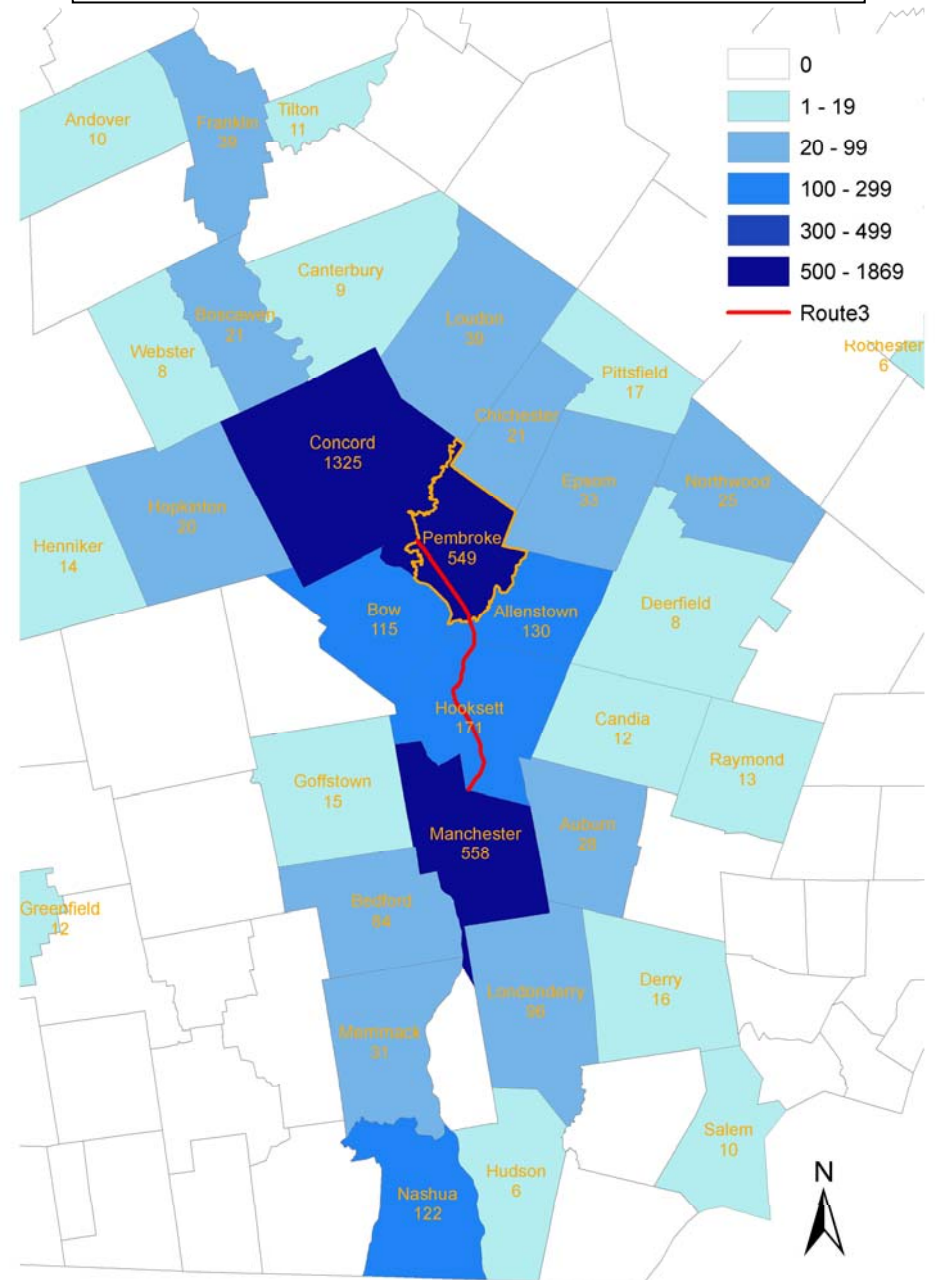 0
1 - 19
20 - 99
100 - 299
300 - 499
500 - 1869
Route3
Andover
10
Franklin
Tilton
11
Canterbury
9
Boscawen
21
Loudon
Webster
8
Rochester
6
Pittsfield
17
Chichester
21
Concord
1325
Epsom
33
Northwood
25
Hopkinton
20
Henniker
14
Pembroke
549
Bow
115
Allenstown
130
Deerfield
8
Hooksett
171
Candia
12
Raymond
13
Goffstown
15
Manchester
558
Auburn
Bedford
Greenfield
12
Derry
16
Londonderry
Merrimack
31
Salem
10
Hudson
6
Nashua
122
N